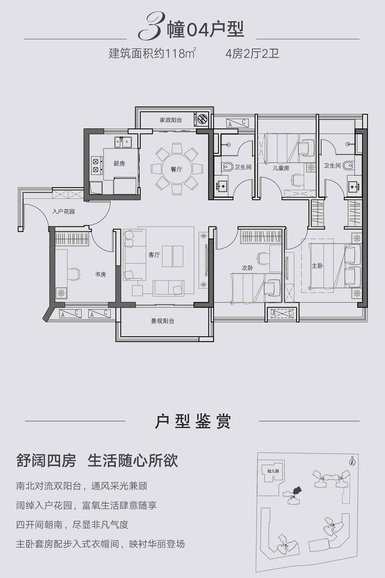 3幢04户型
建筑面积约118㎡ 4房2厅2卫
家政阳台
厨房
餐厅
卫生间
儿童房
卫生间
入户花园
书房
客厅
次卧
主卧
景观阳台
户型鉴赏
舒阔四房 生活随心所欲
南北对流双阳台，通风采光兼顾
阔绰入户花园，富氧生活肆意随享
四开间朝南，尽显非凡气度
主卧套房配步入式衣帽间，映衬华丽登场
幼儿园